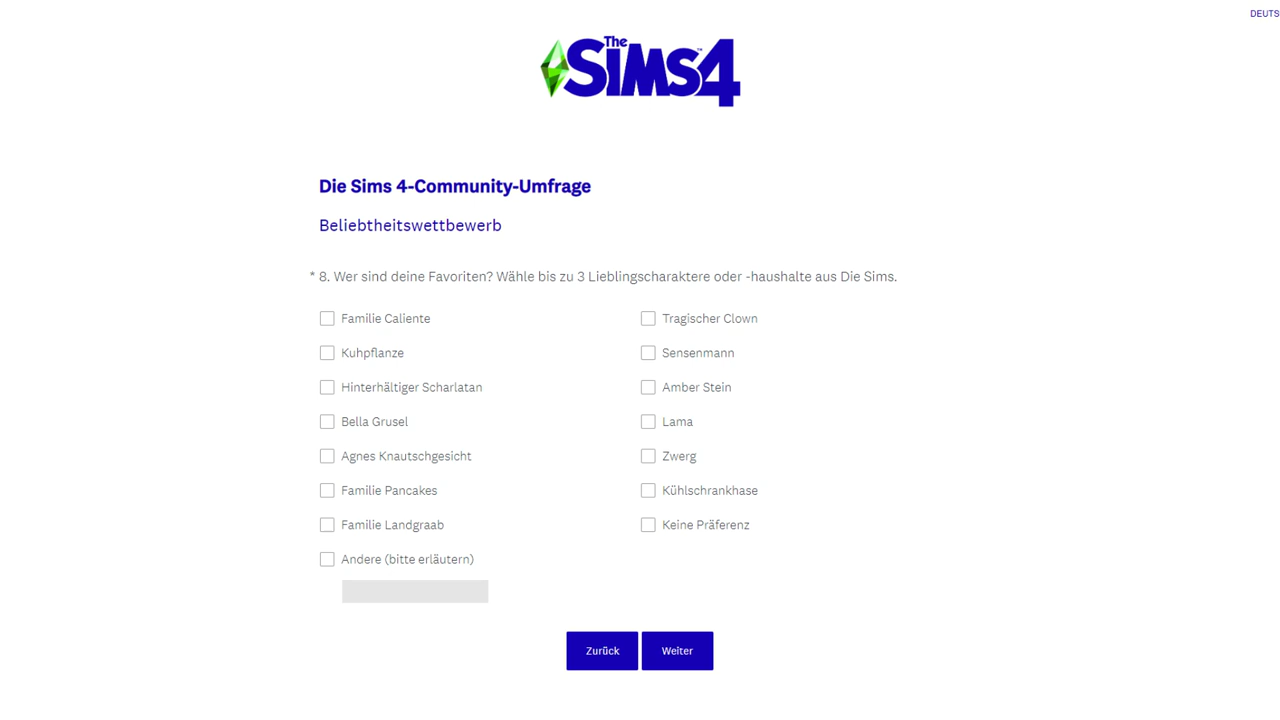 DEUTS
The Sims 4
Die Sims 4-Community-Umfrage
Beliebtheitswettbewerb
* 8. Wer sind deine Favoriten? Wähle bis zu 3 Lieblingscharaktere oder -haushalte aus Die Sims.
Familie Caliente
Tragischer Clown
Kuhpflanze
Sensenmann
Hinterhältiger Scharlatan
Amber Stein
Bella Grusel
Lama
Agnes Knautschgesicht
Zwerg
Familie Pancakes
Kühlschrankhase
Familie Landgraab
Keine Präferenz
Andere (bitte erläutern)
Zurück
Weiter